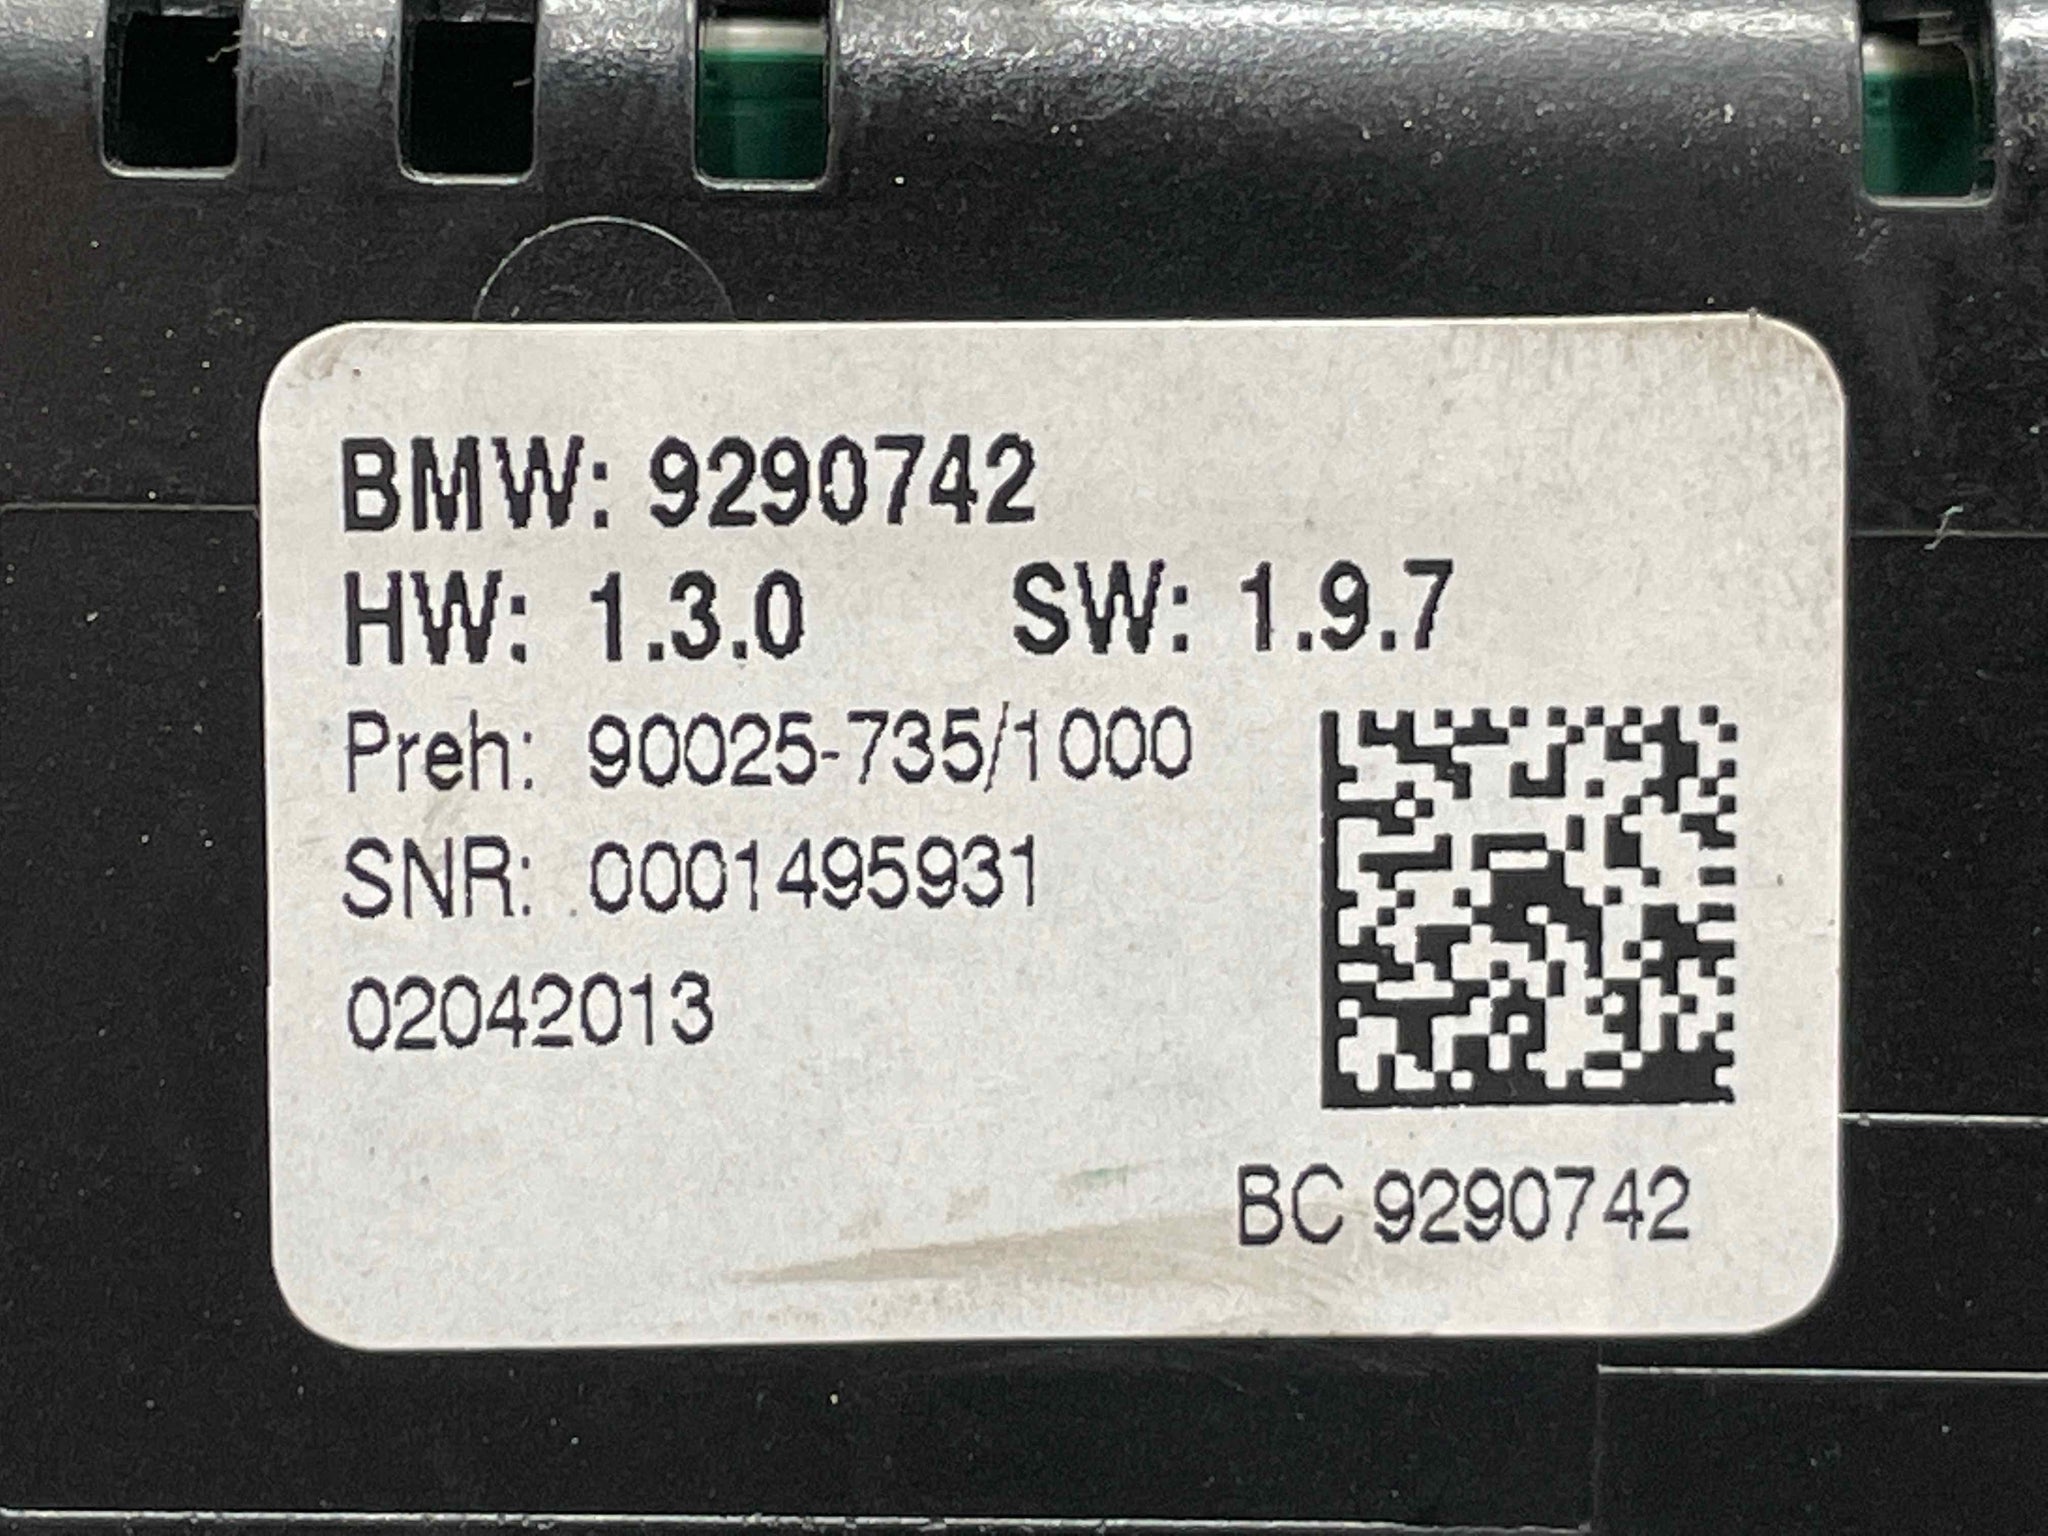 BMW: 9290742
HW: 1.3.0 SW: 1.9.7
Preh: 90025-735/1000
SNR: 0001495931
02042013
BC 9290742